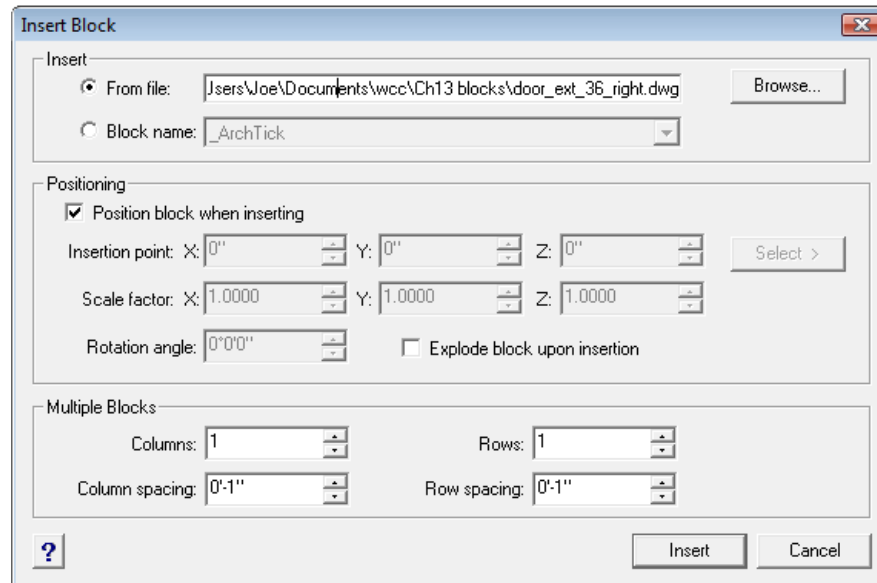 Insert Block
Insert
From file: Jsers\Joe\Documents\wcc\Ch13 blocks\door_ext_36_right.dwg Browse...
Block name: _ArchTick
Positioning
Position block when inserting
Insertion point: X: 0" Y: 0" Z: 0" Select >
Scale factor: X: 1.0000 Y: 1.0000 Z: 1.0000
Rotation angle: 0°0'0" Explode block upon insertion
Multiple Blocks
Columns: 1 Rows: 1
Column spacing: 0'-1" Row spacing: 0'-1"
? Insert Cancel